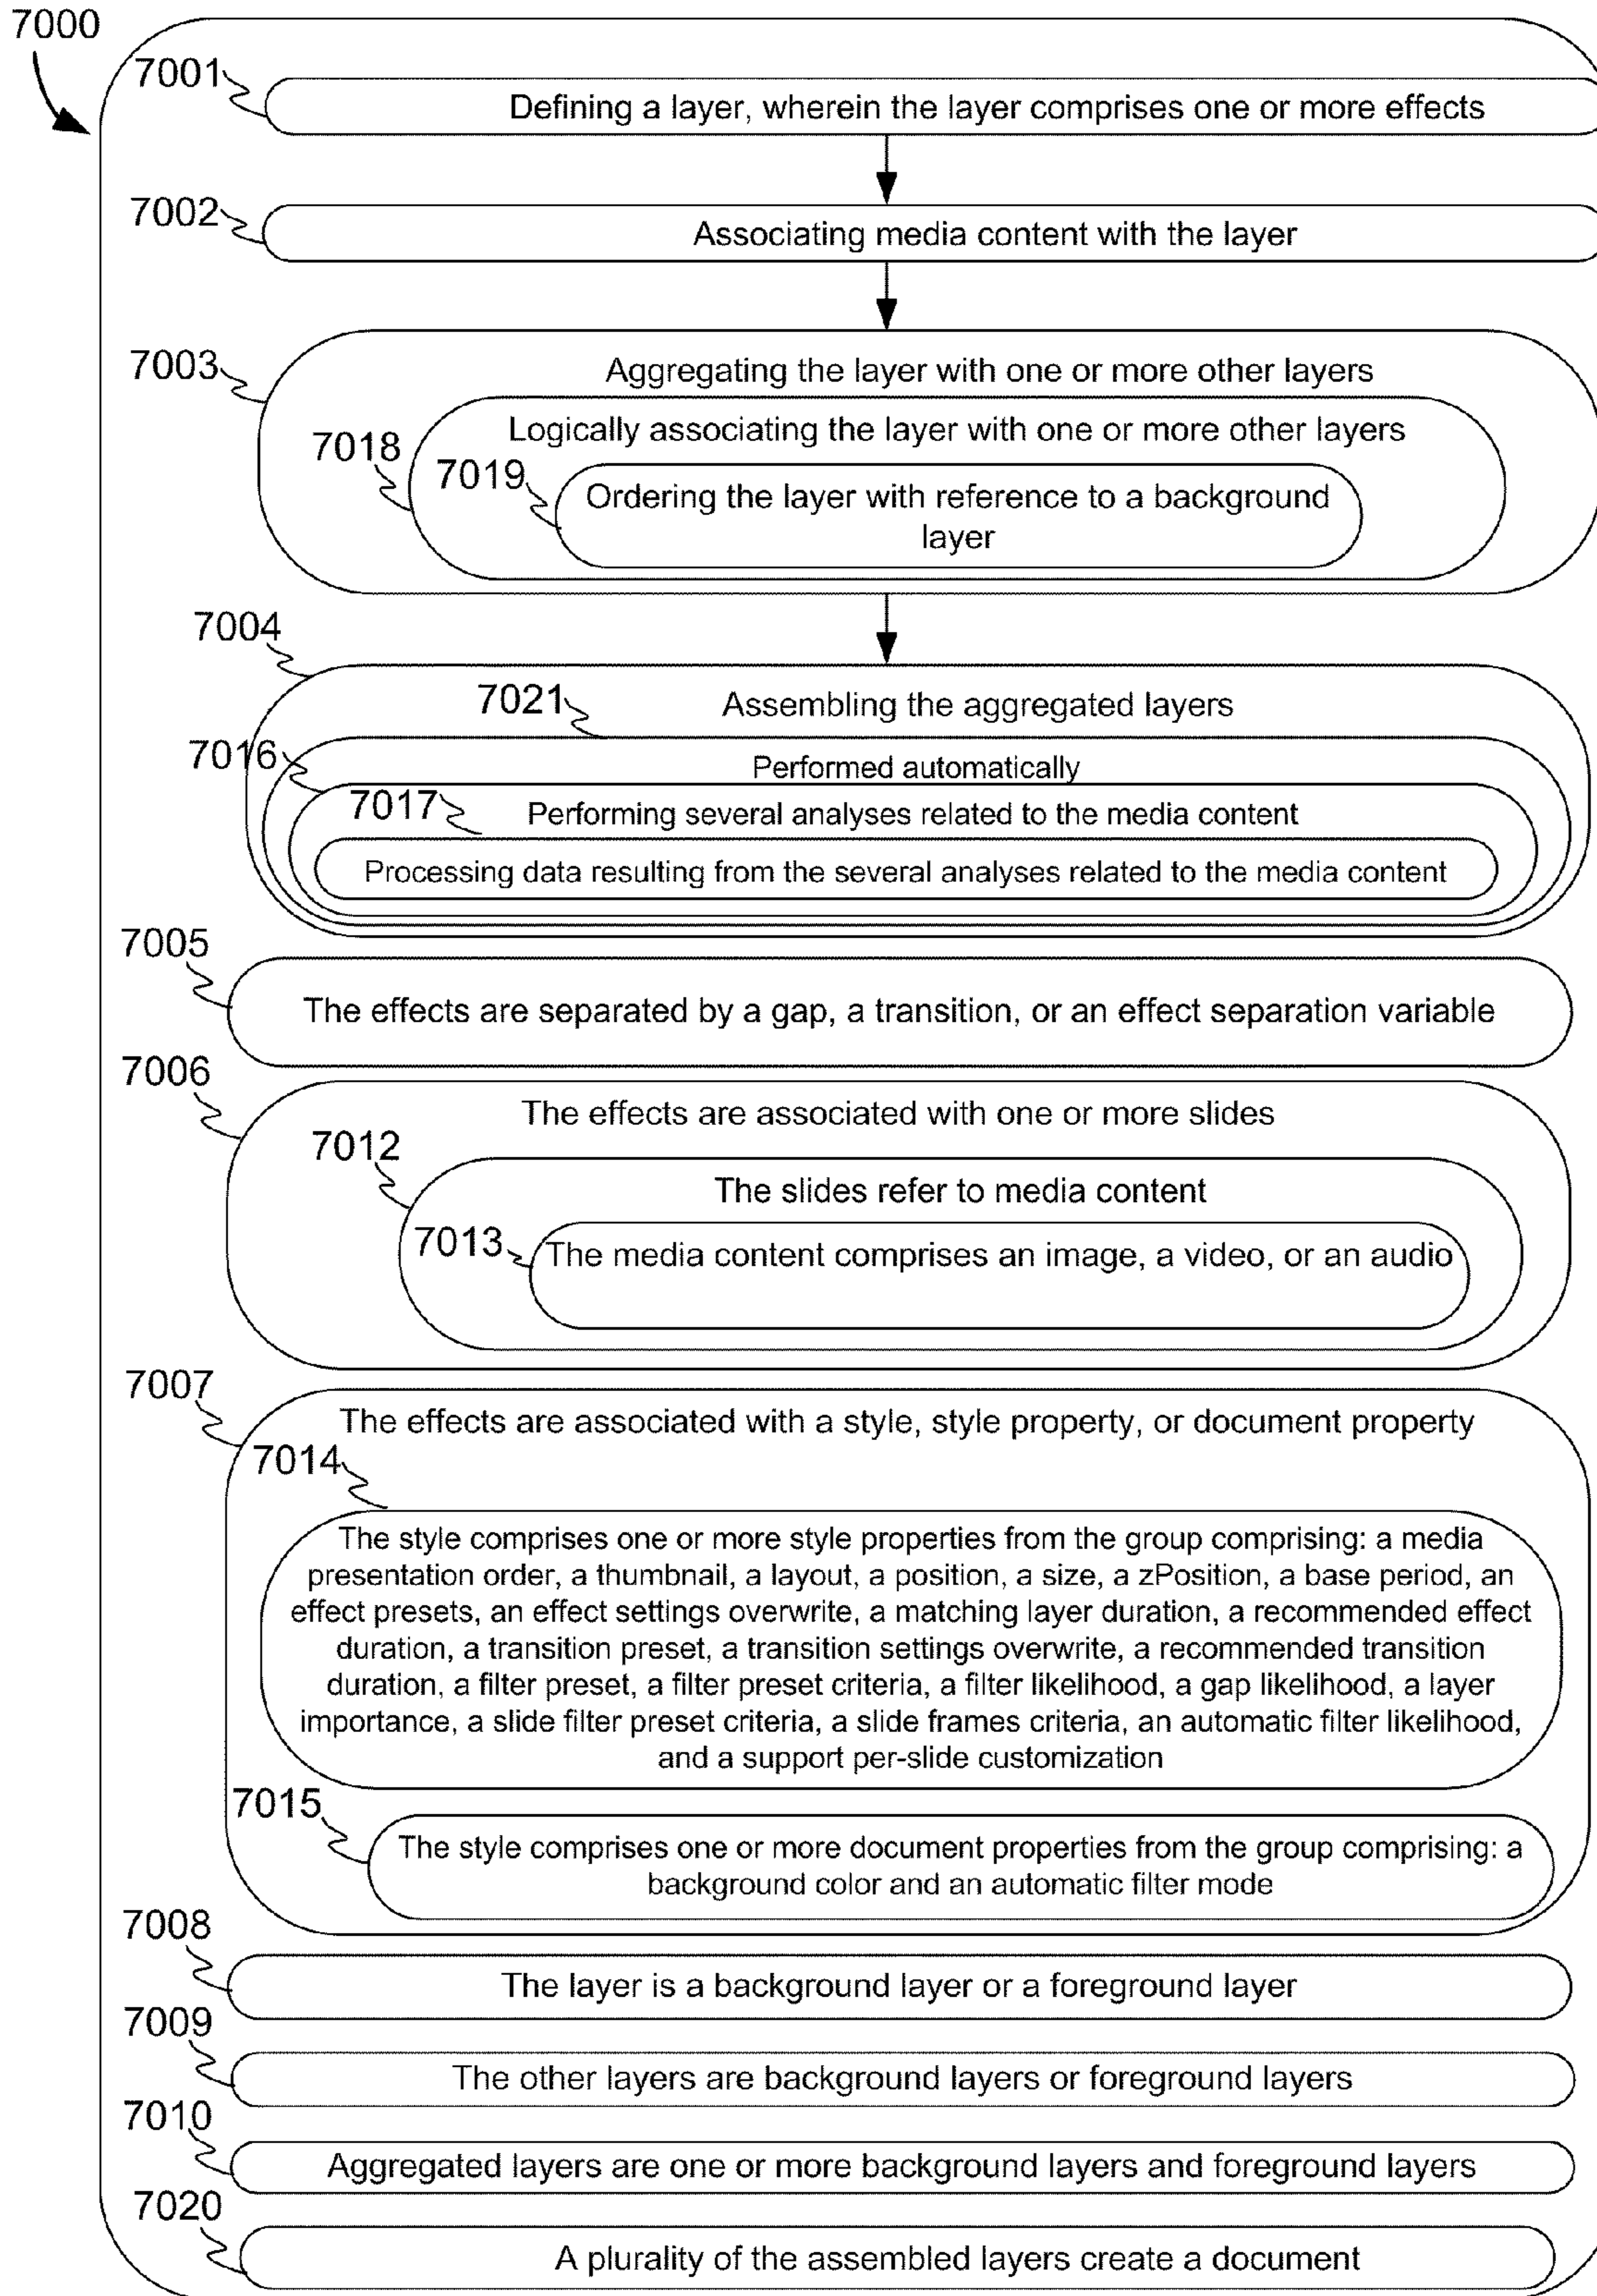 7000
7001
Defining a layer, wherein the layer comprises one or more effects
7002
Associating media content with the layer
7003
Aggregating the layer with one or more other layers
7018
Logically associating the layer with one or more other layers
7019
Ordering the layer with reference to a background
layer
7004
7021
Assembling the aggregated layers
7016
Performed automatically
7017
Performing several analyses related to the media content
Processing data resulting from the several analyses related to the media content
7005
The effects are separated by a gap, a transition, or an effect separation variable
7006
The effects are associated with one or more slides
7012
The slides refer to media content
7013
The media content comprises an image, a video, or an audio
7007
The effects are associated with a style, style property, or document property
7014
The style comprises one or more style properties from the group comprising: a media
presentation order, a thumbnail, a layout, a position, a size, a zPosition, a base period, an
effect presets, an effect settings overwrite, a matching layer duration, a recommended effect
duration, a transition preset, a transition settings overwrite, a recommended transition
duration, a filter preset, a filter preset criteria, a filter likelihood, a gap likelihood, a layer
importance, a slide filter preset criteria, a slide frames criteria, an automatic filter likelihood,
and a support per-slide customization
7015
The style comprises one or more document properties from the group comprising: a
background color and an automatic filter mode
7008
The layer is a background layer or a foreground layer
7009
The other layers are background layers or foreground layers
7010
Aggregated layers are one or more background layers and foreground layers
7020
A plurality of the assembled layers create a document